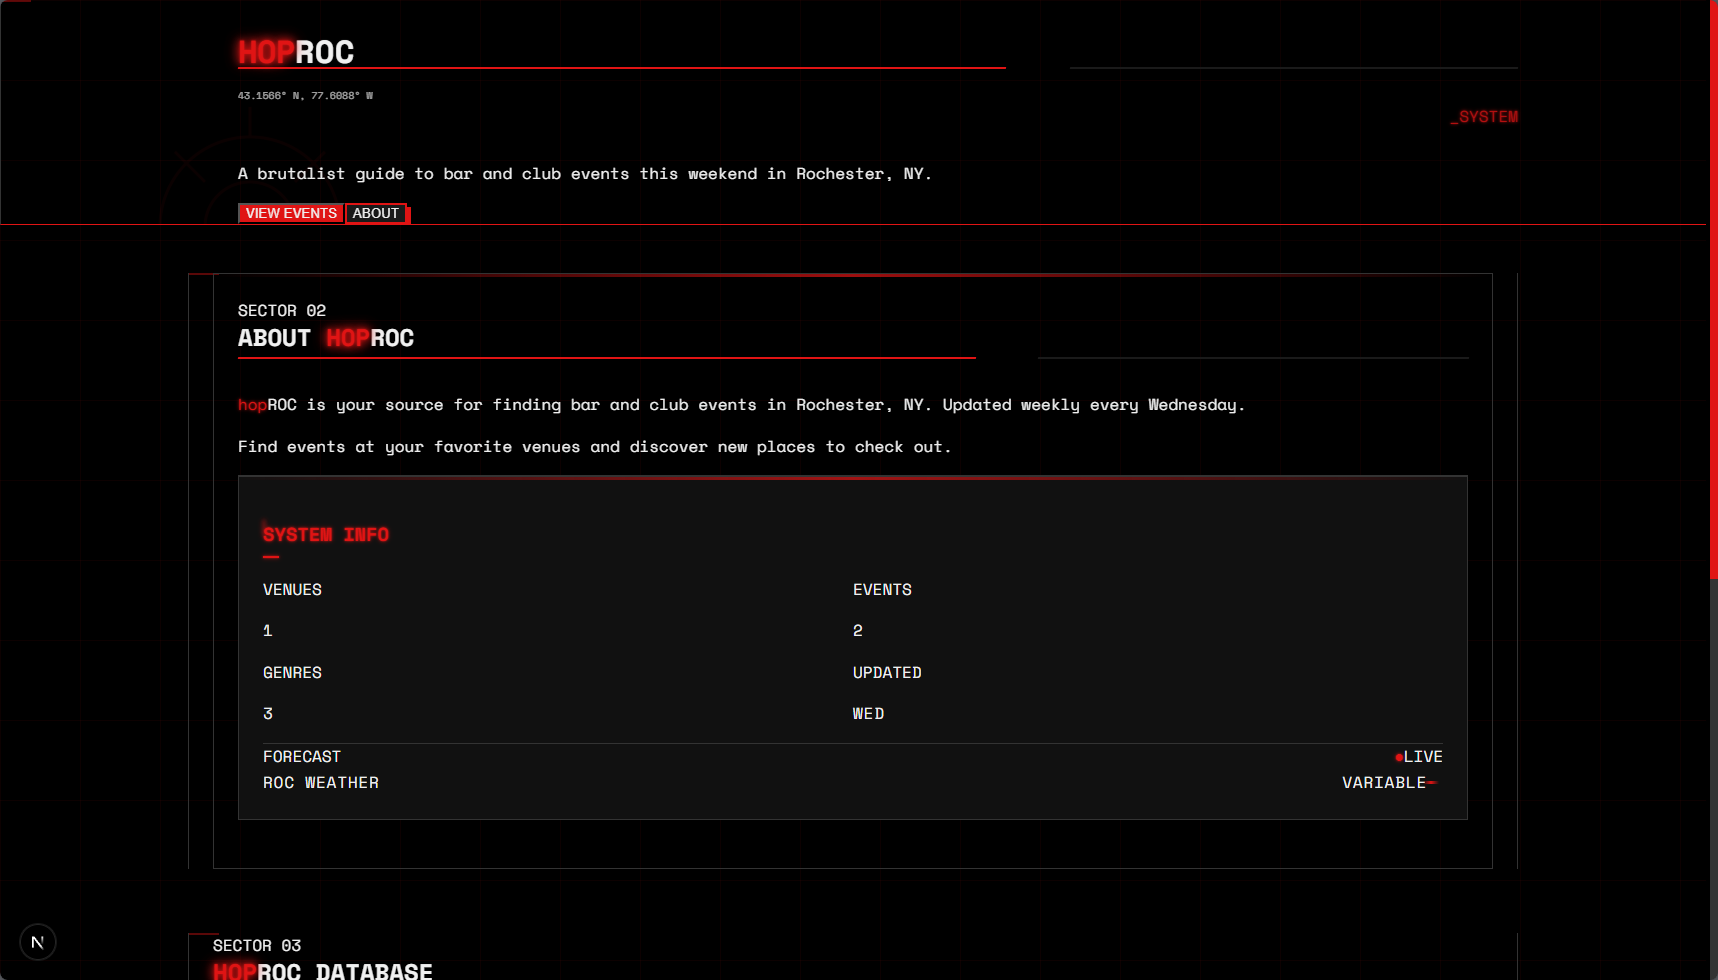 HOPROC
43.1566° N, 77.6088° W
_SYSTEM
A brutalist guide to bar and club events this weekend in Rochester, NY.
VIEW EVENTS ABOUT
SECTOR 02
ABOUT HOPROC
hopROC is your source for finding bar and club events in Rochester, NY. Updated weekly every Wednesday.
Find events at your favorite venues and discover new places to check out.
SYSTEM INFO
VENUES EVENTS
1 2
GENRES UPDATED
3 WED
FORECAST LIVE
ROC WEATHER VARIABLE
N
SECTOR 03
HOPROC DATABASE